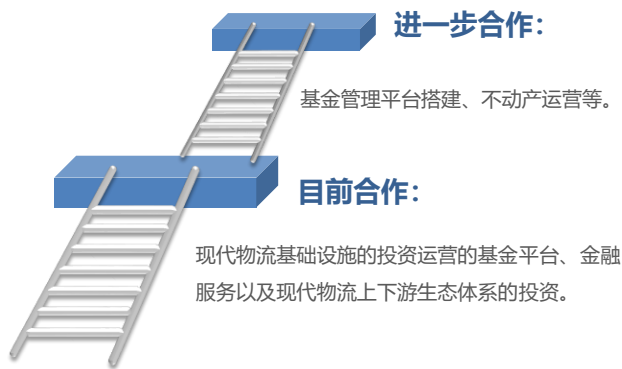 进一步合作：
基金管理平台搭建、不动产运营等。
目前合作：
现代物流基础设施的投资运营的基金平台、金融
服务以及现代物流上下游生态体系的投资。